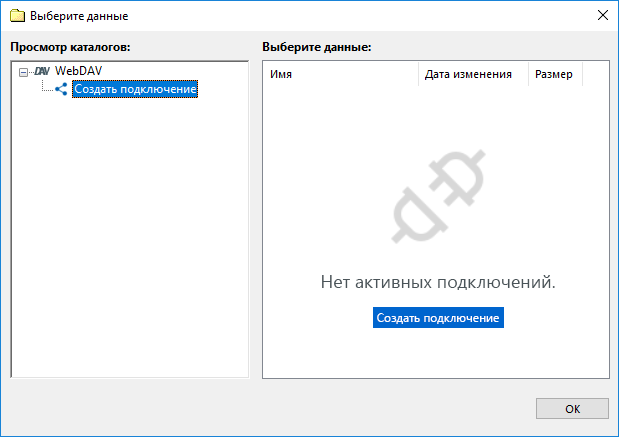 Выберите данные
Просмотр каталогов:
Выберите данные:
DAV WebDAV
Создать подключение
Имя Дата изменения Размер
Нет активных подключений.
Создать подключение
OK